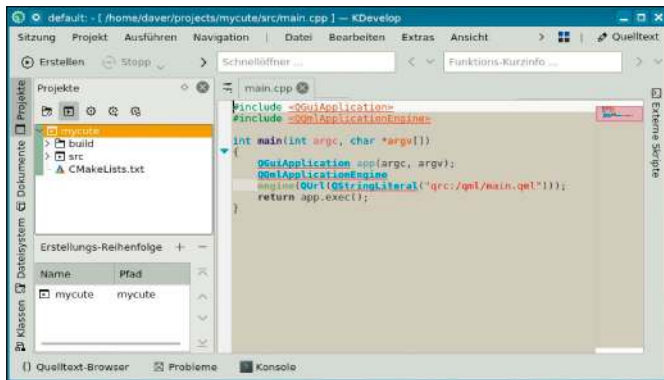 default: - [ /home/daver/projects/mycute/src/main.cpp ] — KDevelop
Sitzung Projekt Ausführen Navigation Datei Bearbeiten Extras Ansicht > Quelltext
Erstellen Stopp > Schnellöffner ... Funktions-Kurzinfo ...
Projekte
Projekte
Dokumente
Dateisystem
Klassen
mycute
build
src
CMakeLists.txt
Erstellungs-Reihenfolge + −
Name Pfad
mycute mycute
main.cpp
#include <QGuiApplication>
#include <QQmlApplicationEngine>
int main(int argc, char *argv[])
{
QGuiApplication app(argc, argv);
QQmlApplicationEngine
engine(QUrl(QStringLiteral("qrc:/qml/main.qml")));
return app.exec();
}
Externe Skripte
{} Quelltext-Browser Probleme Konsole